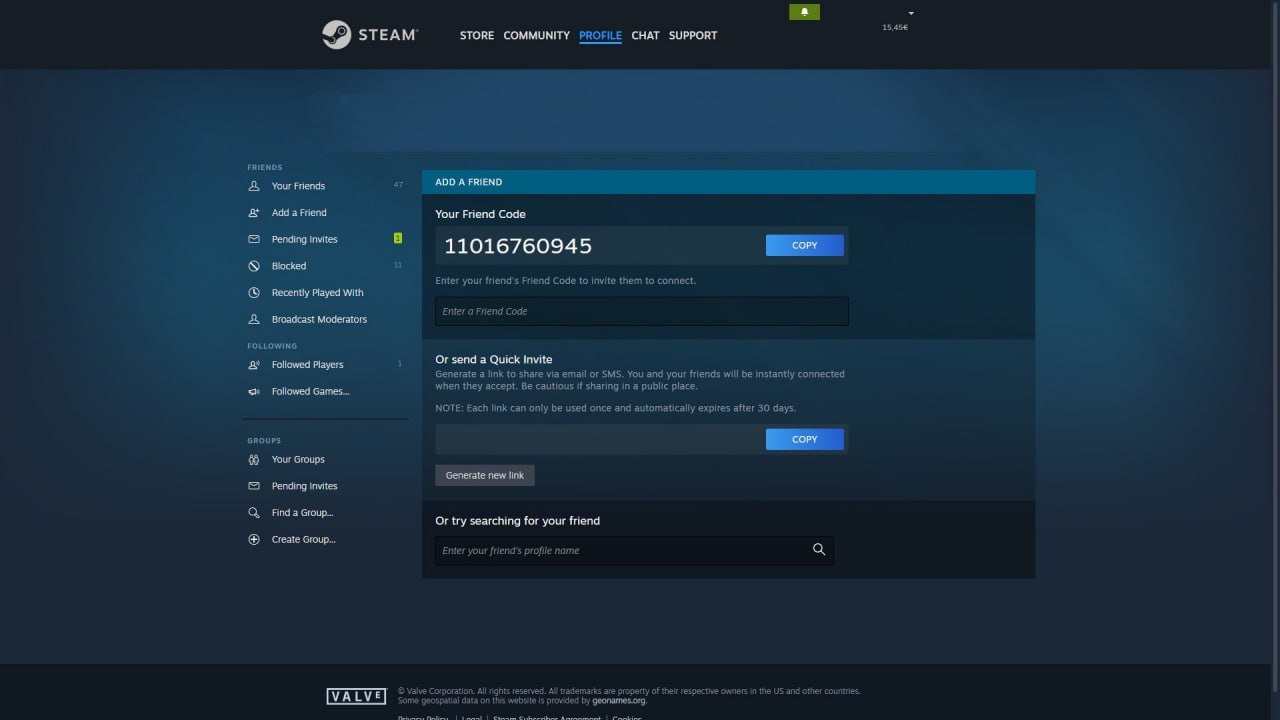 STEAM
STORE COMMUNITY PROFILE CHAT SUPPORT
15,45€
FRIENDS
Your Friends 47
Add a Friend
Pending Invites 1
Blocked 11
Recently Played With
Broadcast Moderators
FOLLOWING
Followed Players 1
Followed Games...
GROUPS
Your Groups
Pending Invites
Find a Group...
Create Group...
ADD A FRIEND
Your Friend Code
11016760945
COPY
Enter your friend's Friend Code to invite them to connect.
Enter a Friend Code
Or send a Quick Invite
Generate a link to share via email or SMS. You and your friends will be instantly connected
when they accept. Be cautious if sharing in a public place.
NOTE: Each link can only be used once and automatically expires after 30 days.
COPY
Generate new link
Or try searching for your friend
Enter your friend's profile name
VALVE
© Valve Corporation. All rights reserved. All trademarks are property of their respective owners in the US and other countries.
Some geospatial data on this website is provided by geonames.org.
Privacy Policy | Legal | Steam Subscriber Agreement | Cookies